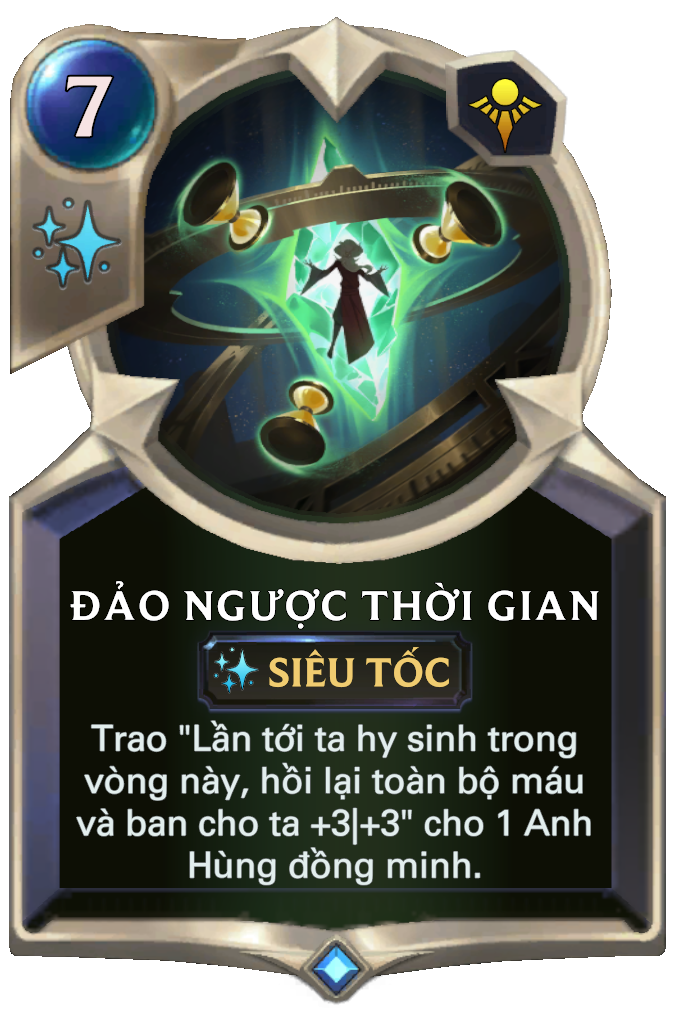 7
ĐẢO NGƯỢC THỜI GIAN
SIÊU TỐC
Trao "Lần tới ta hy sinh trong
vòng này, hồi lại toàn bộ máu
và ban cho ta +3|+3" cho 1 Anh
Hùng đồng minh.